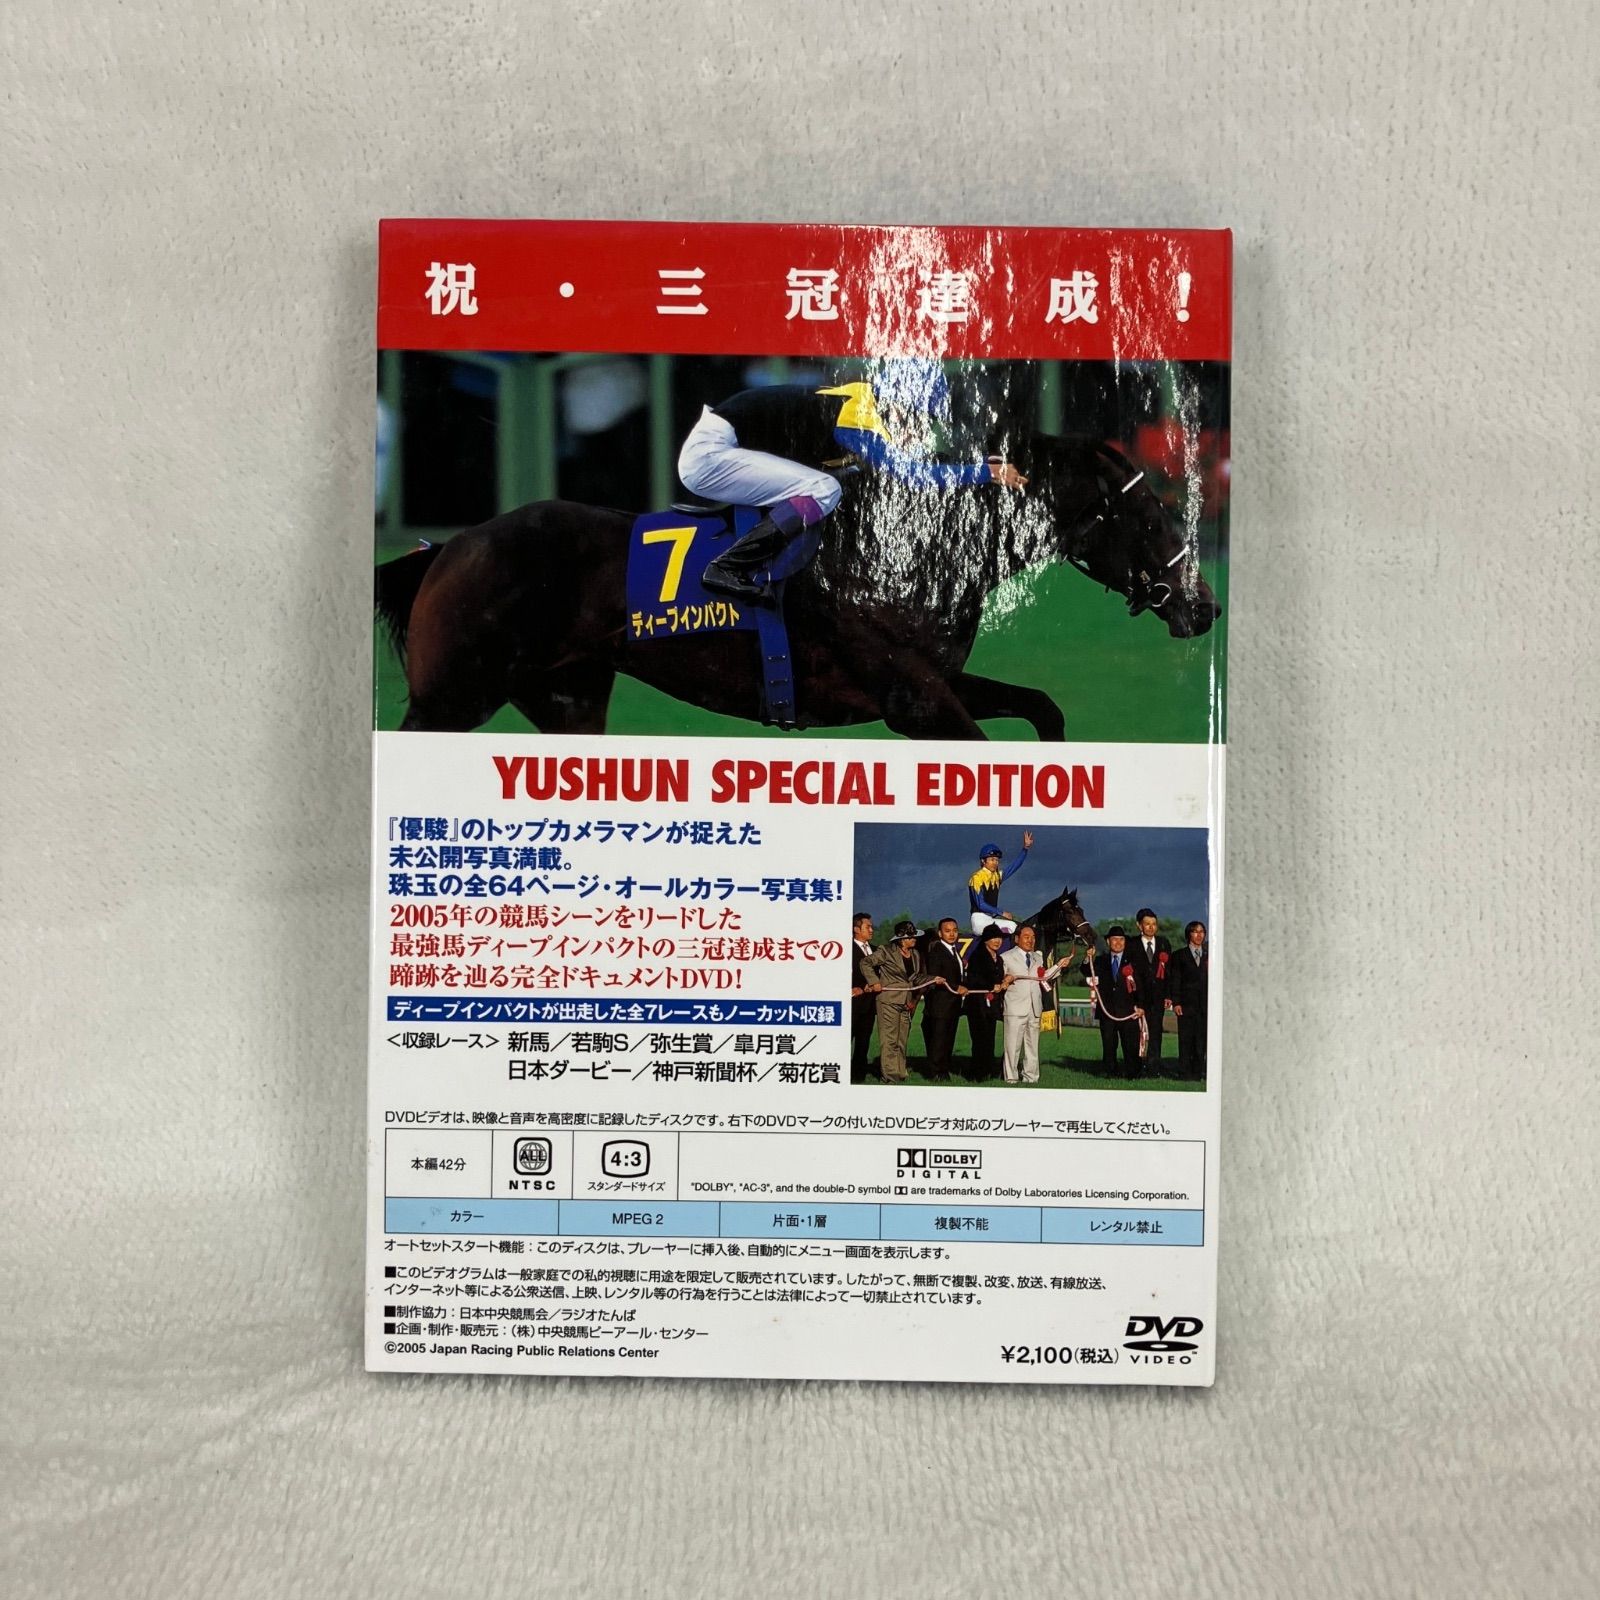 祝・三冠達成!
7
ディープインパクト
YUSHUN SPECIAL EDITION
『優駿』のトップカメラマンが捉えた
未公開写真満載。
珠玉の全64ページ・オールカラー写真集!
2005年の競馬シーンをリードした
最強馬ディープインパクトの三冠達成までの
蹄跡を辿る完全ドキュメントDVD!
ディープインパクトが出走した全7レースもノーカット収録
<収録レース> 新馬/若駒S/弥生賞/皐月賞/
日本ダービー/神戸新聞杯/菊花賞
7
DVDビデオは、映像と音声を高密度に記録したディスクです。右下のDVDマークの付いたDVDビデオ対応のプレーヤーで再生してください。
本編42分
ALL
NTSC
4:3
スタンダードサイズ
DOLBY
DIGITAL
"DOLBY", "AC-3", and the double-D symbol are trademarks of Dolby Laboratories Licensing Corporation.
カラー
MPEG 2
片面・1層
複製不能
レンタル禁止
オートセットスタート機能:このディスクは、プレーヤーに挿入後、自動的にメニュー画面を表示します。
■このビデオグラムは一般家庭での私的視聴に用途を限定して販売されています。したがって、無断で複製、改変、放送、有線放送、
インターネット等による公衆送信、上映、レンタル等の行為を行うことは法律によって一切禁止されています。
■制作協力:日本中央競馬会/ラジオたんぱ
■企画・制作・販売元:(株)中央競馬ピーアール・センター
©2005 Japan Racing Public Relations Center
¥2,100(税込)
DVD
VIDEO